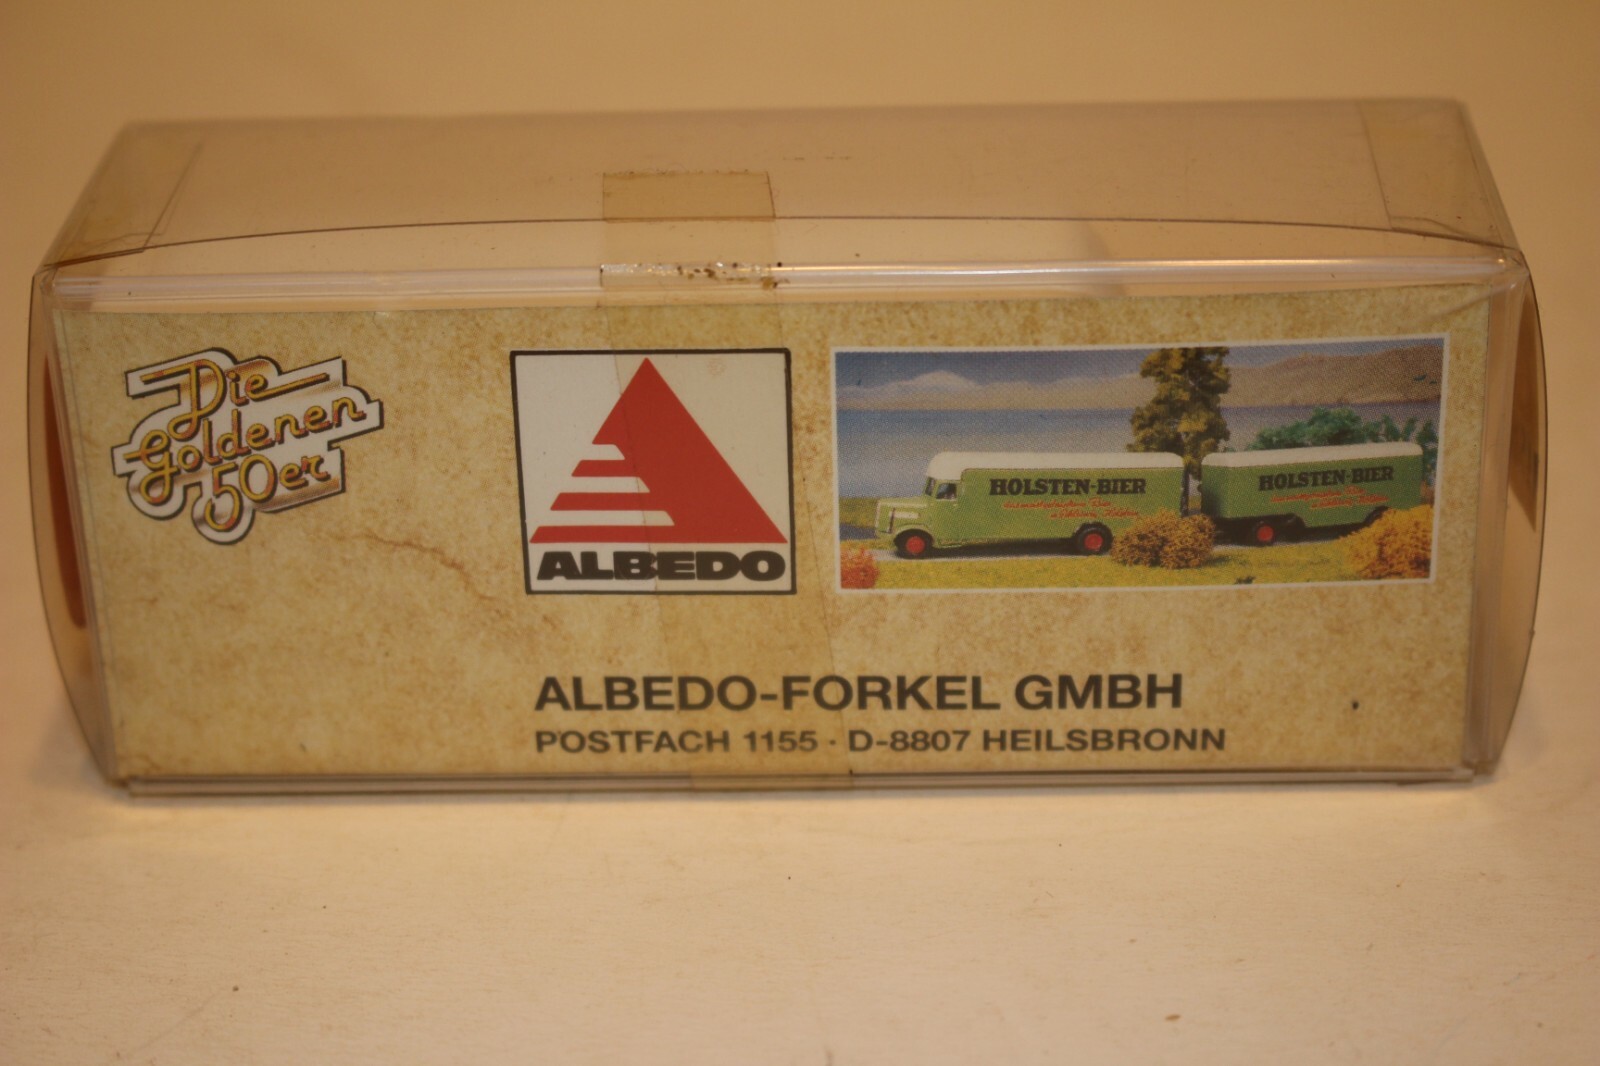 Die
Goldenen
50er
ALBEDO
HOLSTEN-BIER
HOLSTEN-BIER
ALBEDO-FORKEL GMBH
POSTFACH 1155 · D-8807 HEILSBRONN